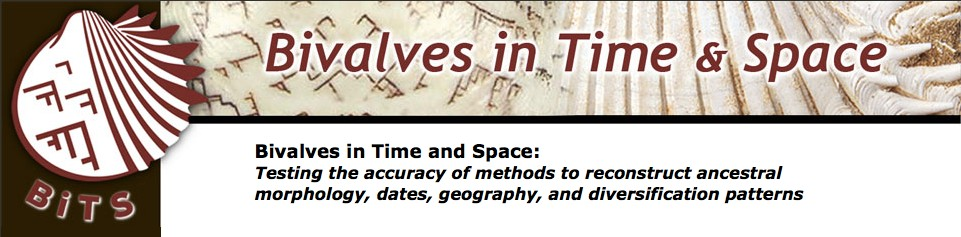 Bivalves in Time & Space
BiTS
Bivalves in Time and Space:
Testing the accuracy of methods to reconstruct ancestral
morphology, dates, geography, and diversification patterns